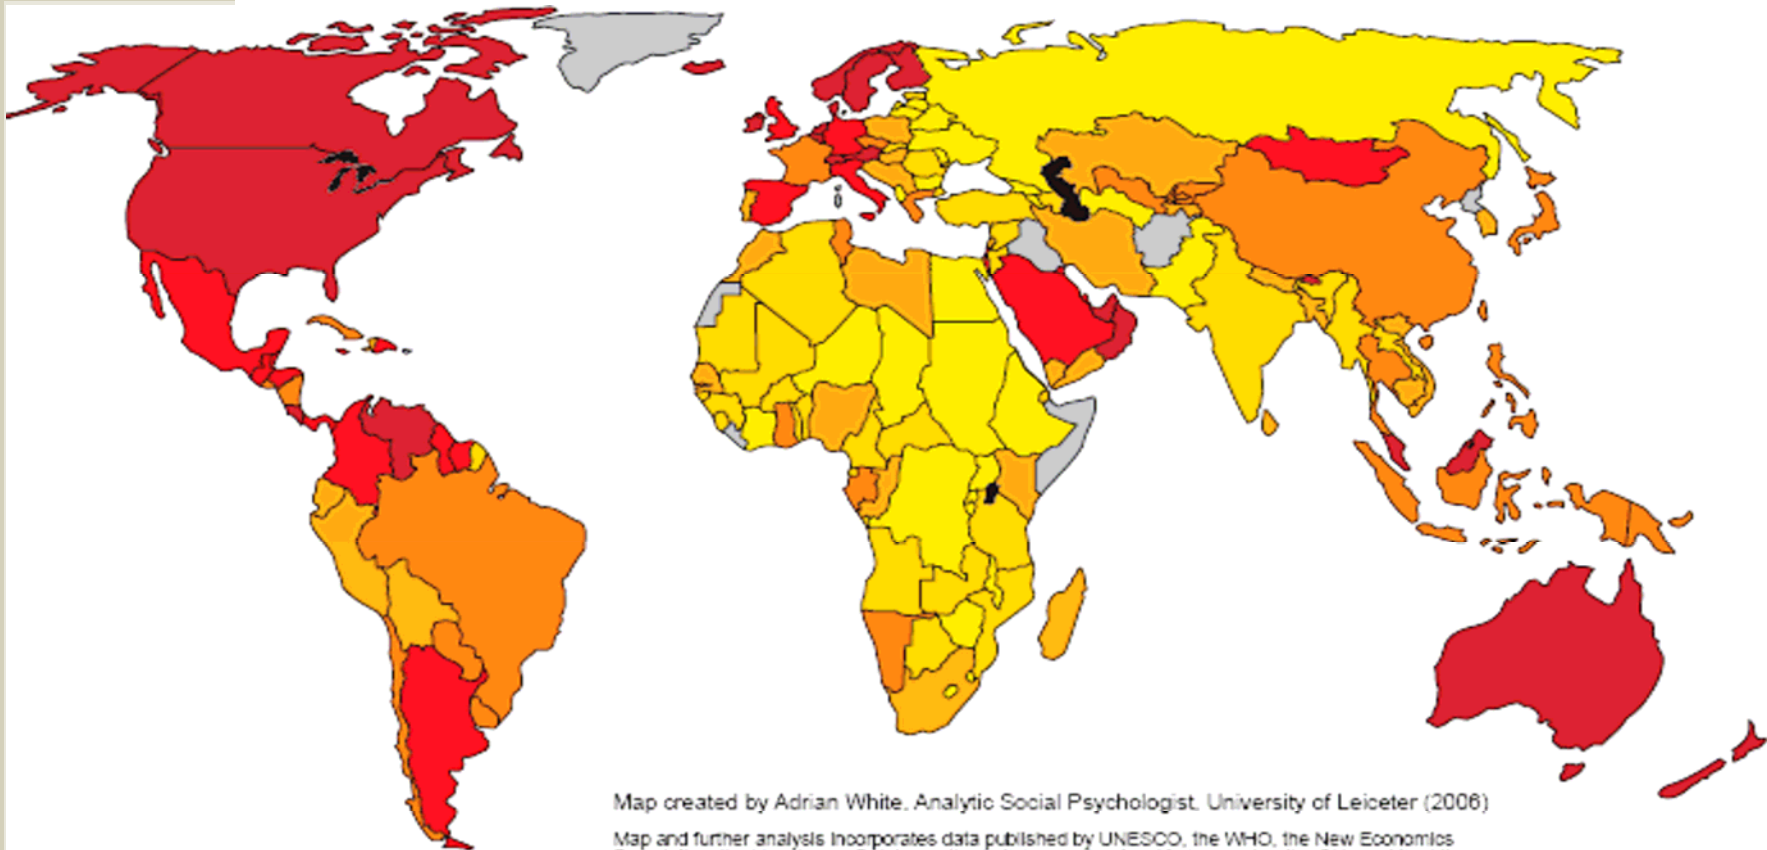 Map created by Adrian White, Analytic Social Psychologist, University of Leiceter (2006)
Map and further analysis incorporates data published by UNESCO, the WHO, the New Economics